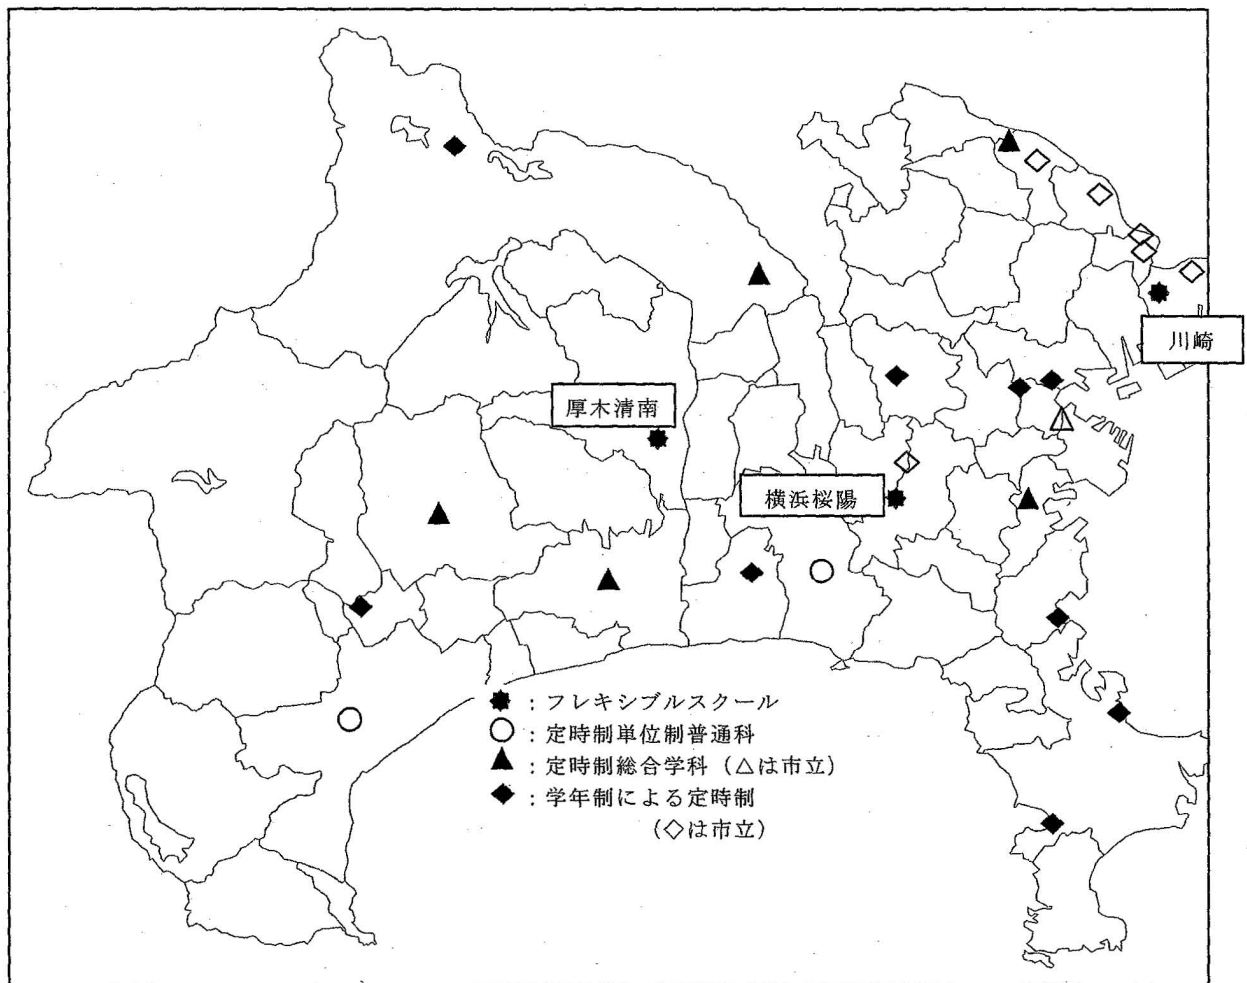 川崎
厚木清南
横浜桜陽
：フレキシブルスクール
：定時制単位制普通科
：定時制総合学科（△は市立）
：学年制による定時制
（◇は市立）